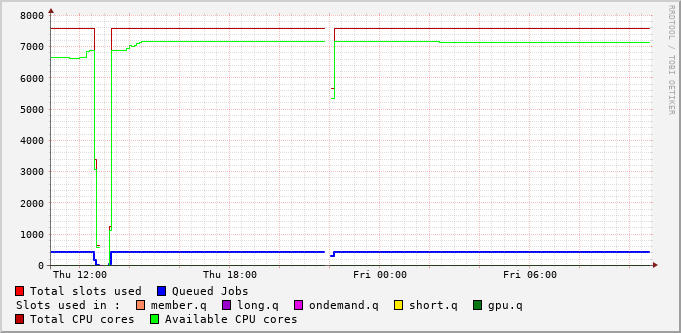 8000
7000
6000
5000
4000
3000
2000
1000
0
Thu 12:00 Thu 18:00 Fri 00:00 Fri 06:00
RRDTOOL / TOBI OETIKER
Total slots used Queued Jobs
Slots used in : member.q long.q ondemand.q short.q gpu.q
Total CPU cores Available CPU cores